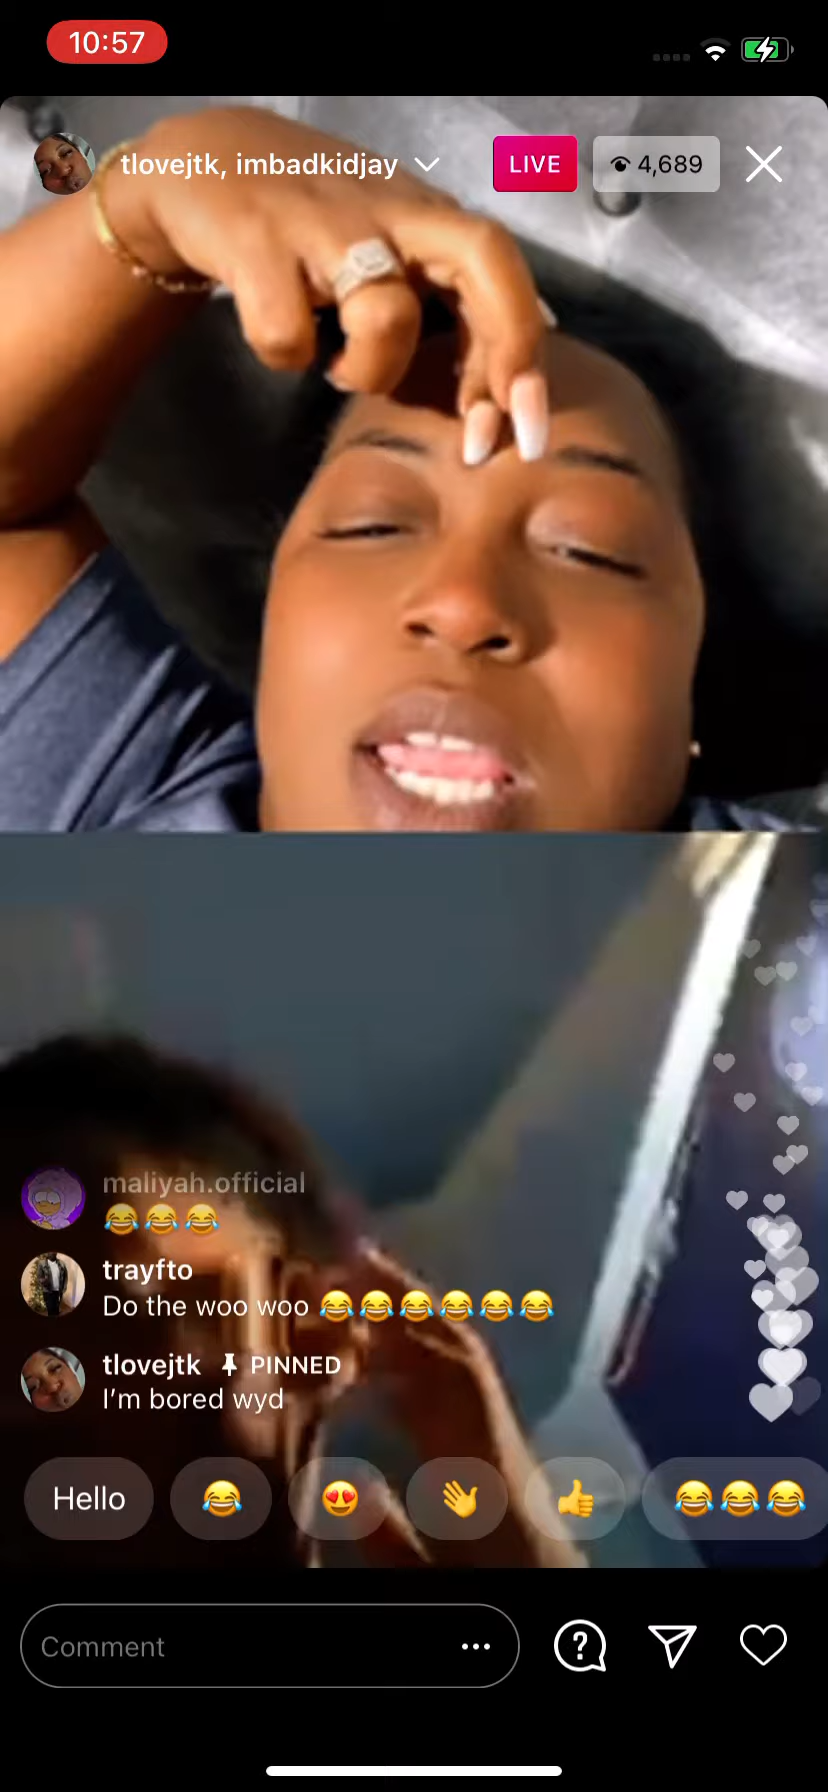 10:57
tlovejtk, imbadkidjay
LIVE
4,689
maliyah.official
😂😂😂
trayfto
Do the woo woo 😂😂😂😂😂😂
tlovejtk 📌 PINNED
I’m bored wyd
Hello 😂 😍 👋 👍 😂😂😂
Comment